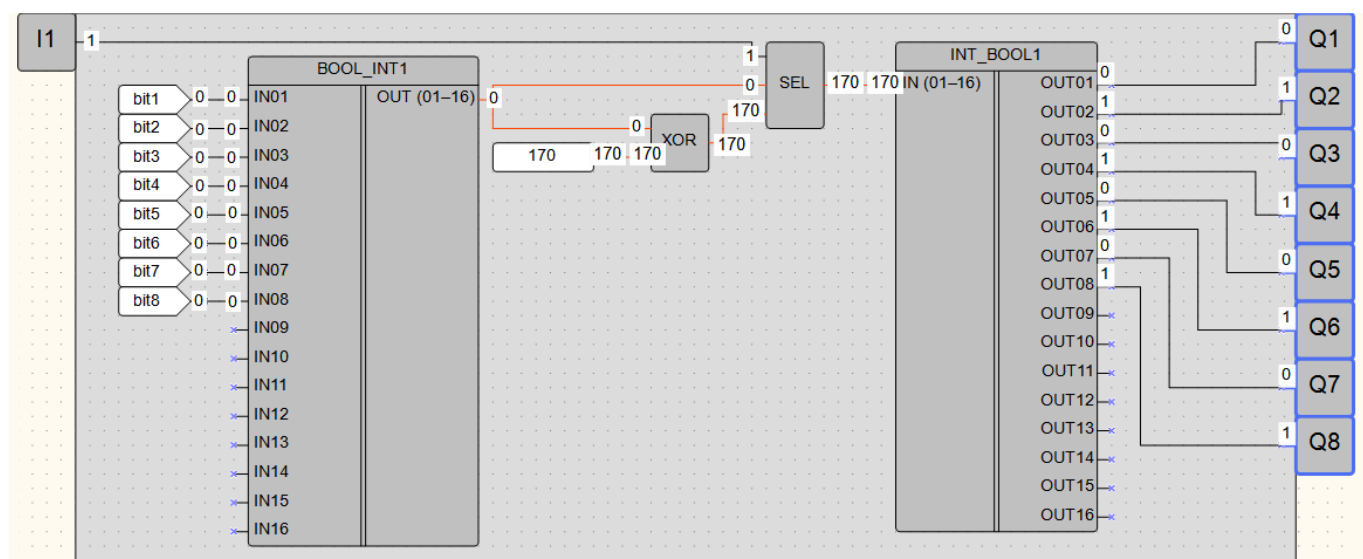 I1
1
0
Q1
BOOL_INT1
1
INT_BOOL1
bit1
0
0
IN01
OUT (01–16)
0
0
SEL
170
170
IN (01–16)
OUT01
0
1
Q2
bit2
0
0
IN02
0
XOR
170
OUT02
1
bit3
0
0
IN03
170
170
170
170
OUT03
0
0
Q3
bit4
0
0
IN04
OUT04
1
bit5
0
0
IN05
OUT05
0
1
Q4
bit6
0
0
IN06
OUT06
1
bit7
0
0
IN07
OUT07
0
0
Q5
bit8
0
0
IN08
OUT08
1
IN09
OUT09
1
Q6
IN10
OUT10
IN11
OUT11
0
Q7
IN12
OUT12
IN13
OUT13
1
Q8
IN14
OUT14
IN15
OUT15
IN16
OUT16